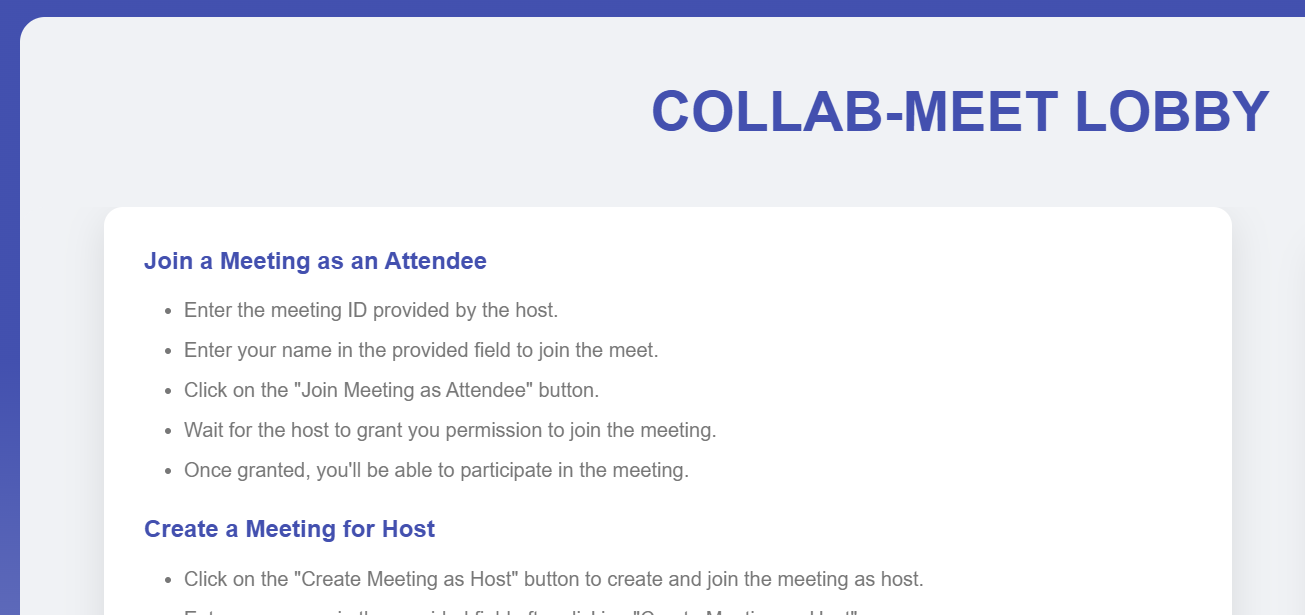 COLLAB-MEET LOBBY
Join a Meeting as an Attendee
Enter the meeting ID provided by the host.
Enter your name in the provided field to join the meet.
Click on the "Join Meeting as Attendee" button.
Wait for the host to grant you permission to join the meeting.
Once granted, you'll be able to participate in the meeting.
Create a Meeting for Host
Click on the "Create Meeting as Host" button to create and join the meeting as host.